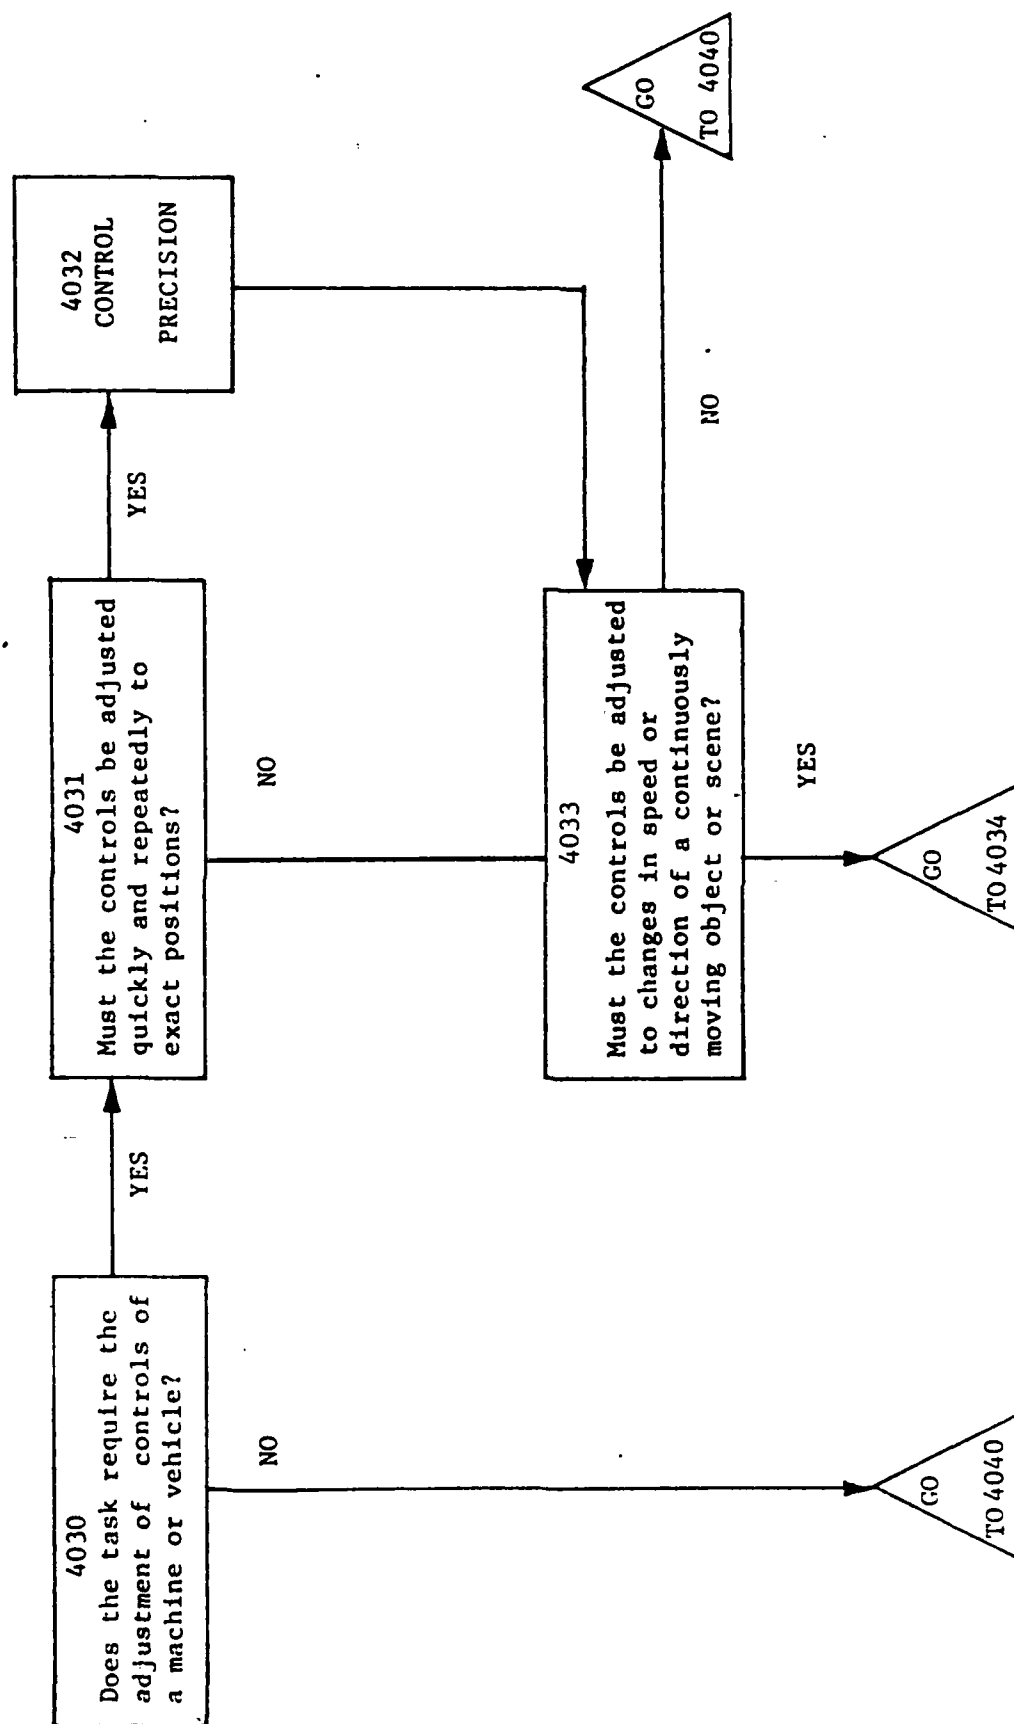 4030
Does the task require the
adjustment of controls of
a machine or vehicle?
YES
NO
GO
TO 4040
4031
Must the controls be adjusted
quickly and repeatedly to
exact positions?
YES
NO
4032
CONTROL
PRECISION
4033
Must the controls be adjusted
to changes in speed or
direction of a continuously
moving object or scene?
YES
GO
TO 4034
NO
GO
TO 4040